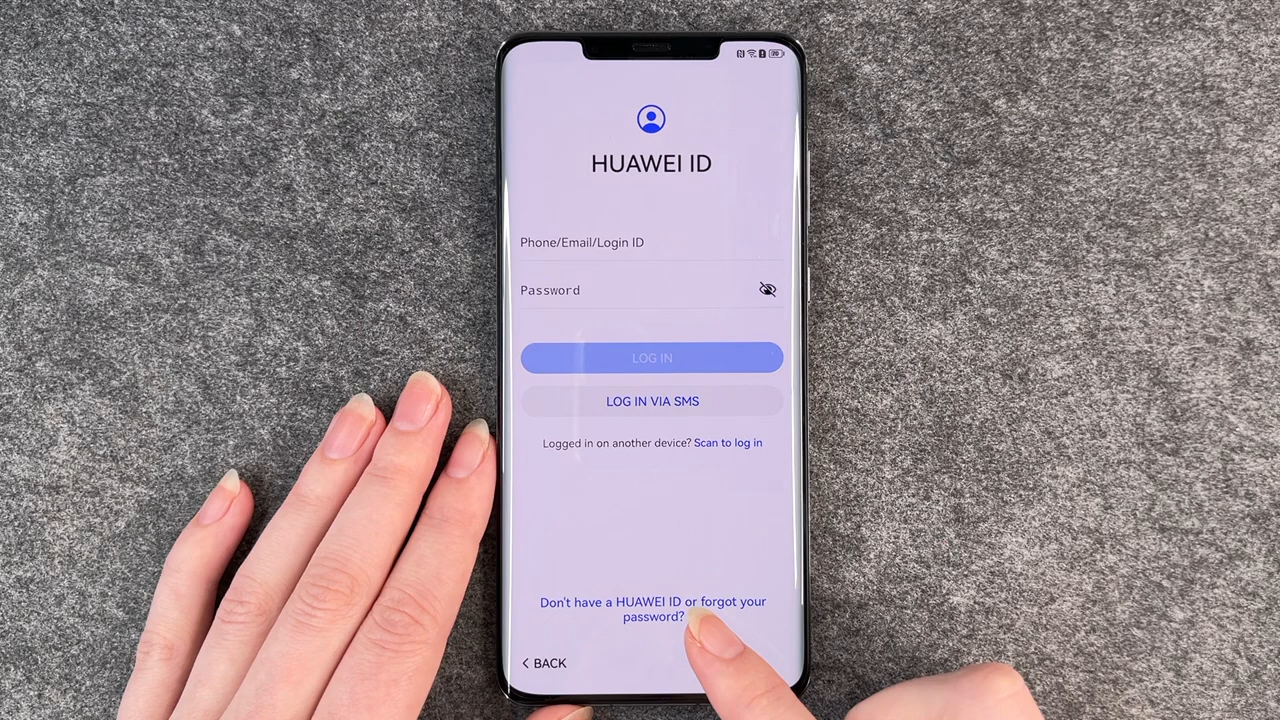 HUAWEI ID
Phone/Email/Login ID
Password
LOG IN
LOG IN VIA SMS
Logged in on another device? Scan to log in
Don't have a HUAWEI ID or forgot your
password?
BACK